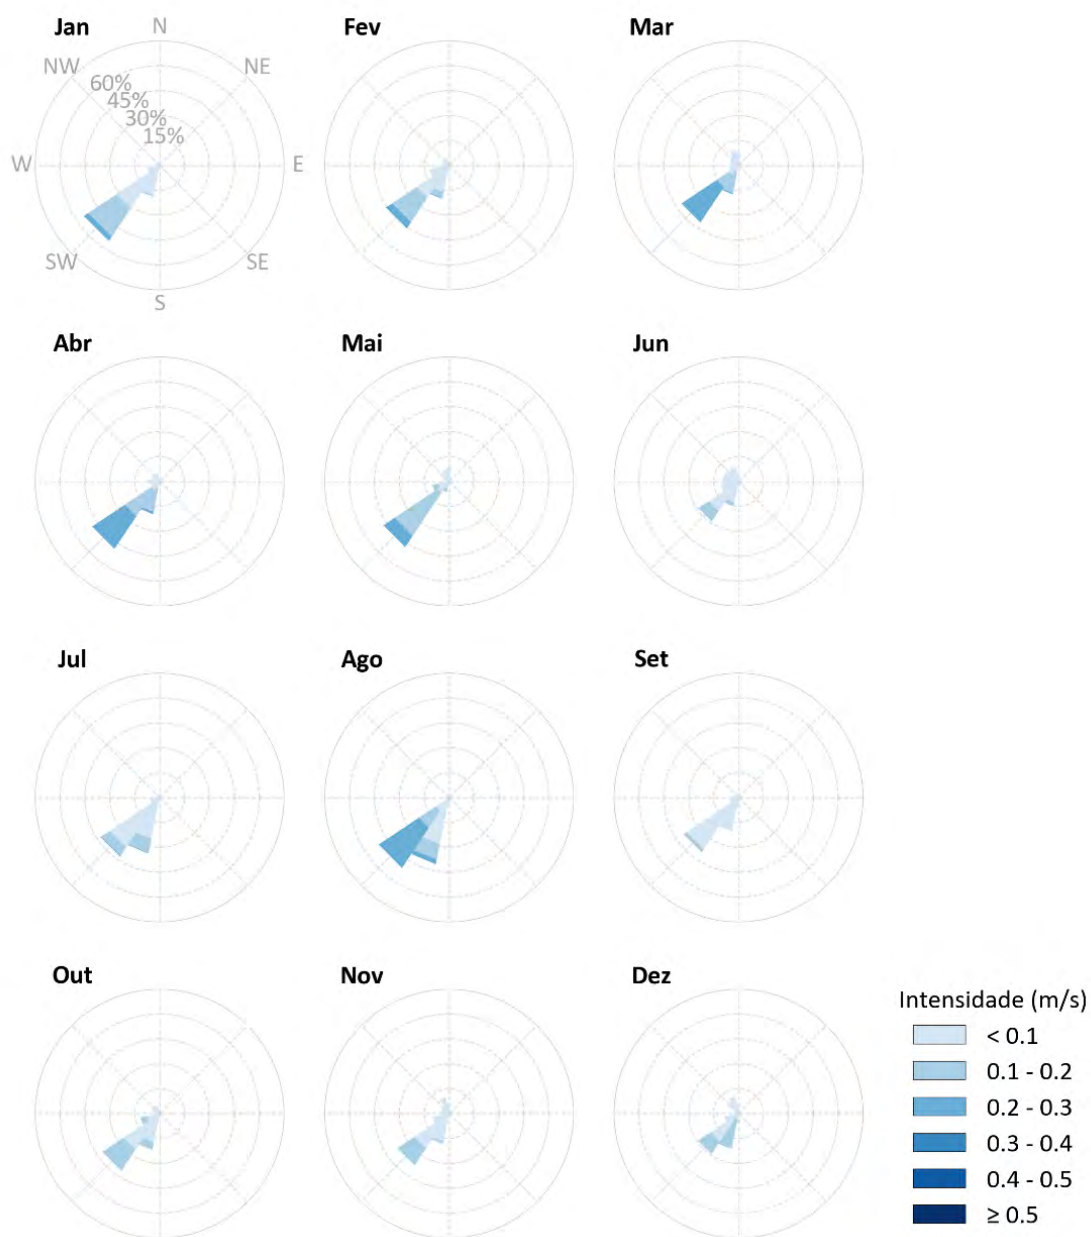 Jan
Fev
Mar
N
NW
NE
60%
45%
30%
15%
W
E
SW
SE
S
Abr
Mai
Jun
Jul
Ago
Set
Out
Nov
Dez
Intensidade (m/s)
< 0.1
0.1 - 0.2
0.2 - 0.3
0.3 - 0.4
0.4 - 0.5
≥ 0.5